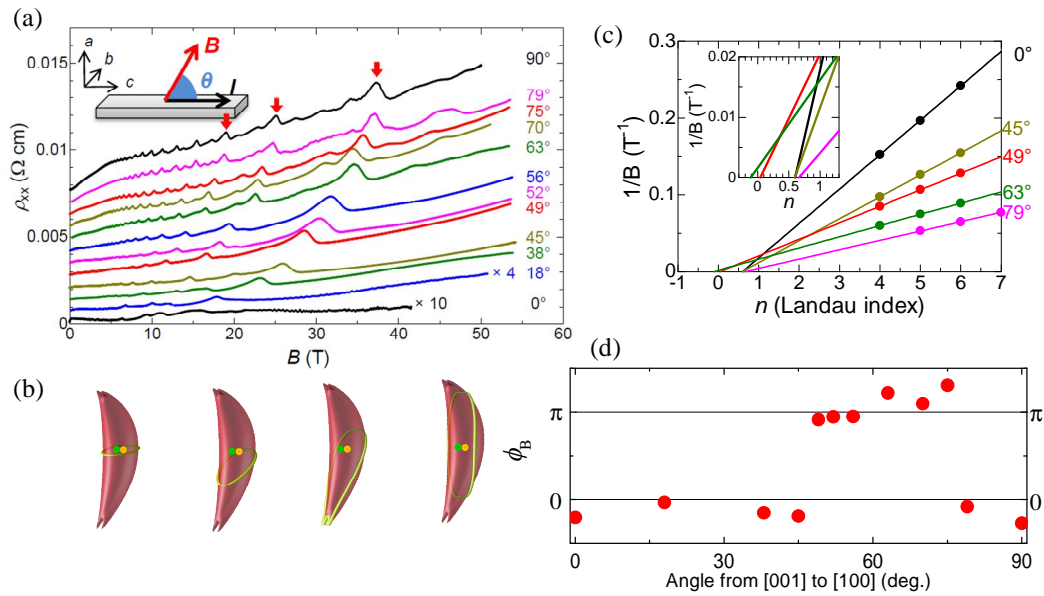 (a)
0.015
0.01
0.005
0
ρxx (Ω cm)
a
b
c
B
θ
I
90°
79°
75°
70°
63°
56°
52°
49°
45°
38°
× 4 18°
× 10
0°
0 10 20 30 40 50 60
B (T)
(b)
(c)
0.3
0.2
0.1
0
1/B (T⁻¹)
0.02
0.01
0
1/B (T⁻¹)
0 0.5 1
n
0°
45°
49°
63°
79°
-1 0 1 2 3 4 5 6 7
n (Landau index)
(d)
π
0
ϕB
π
0
0 30 60 90
Angle from [001] to [100] (deg.)